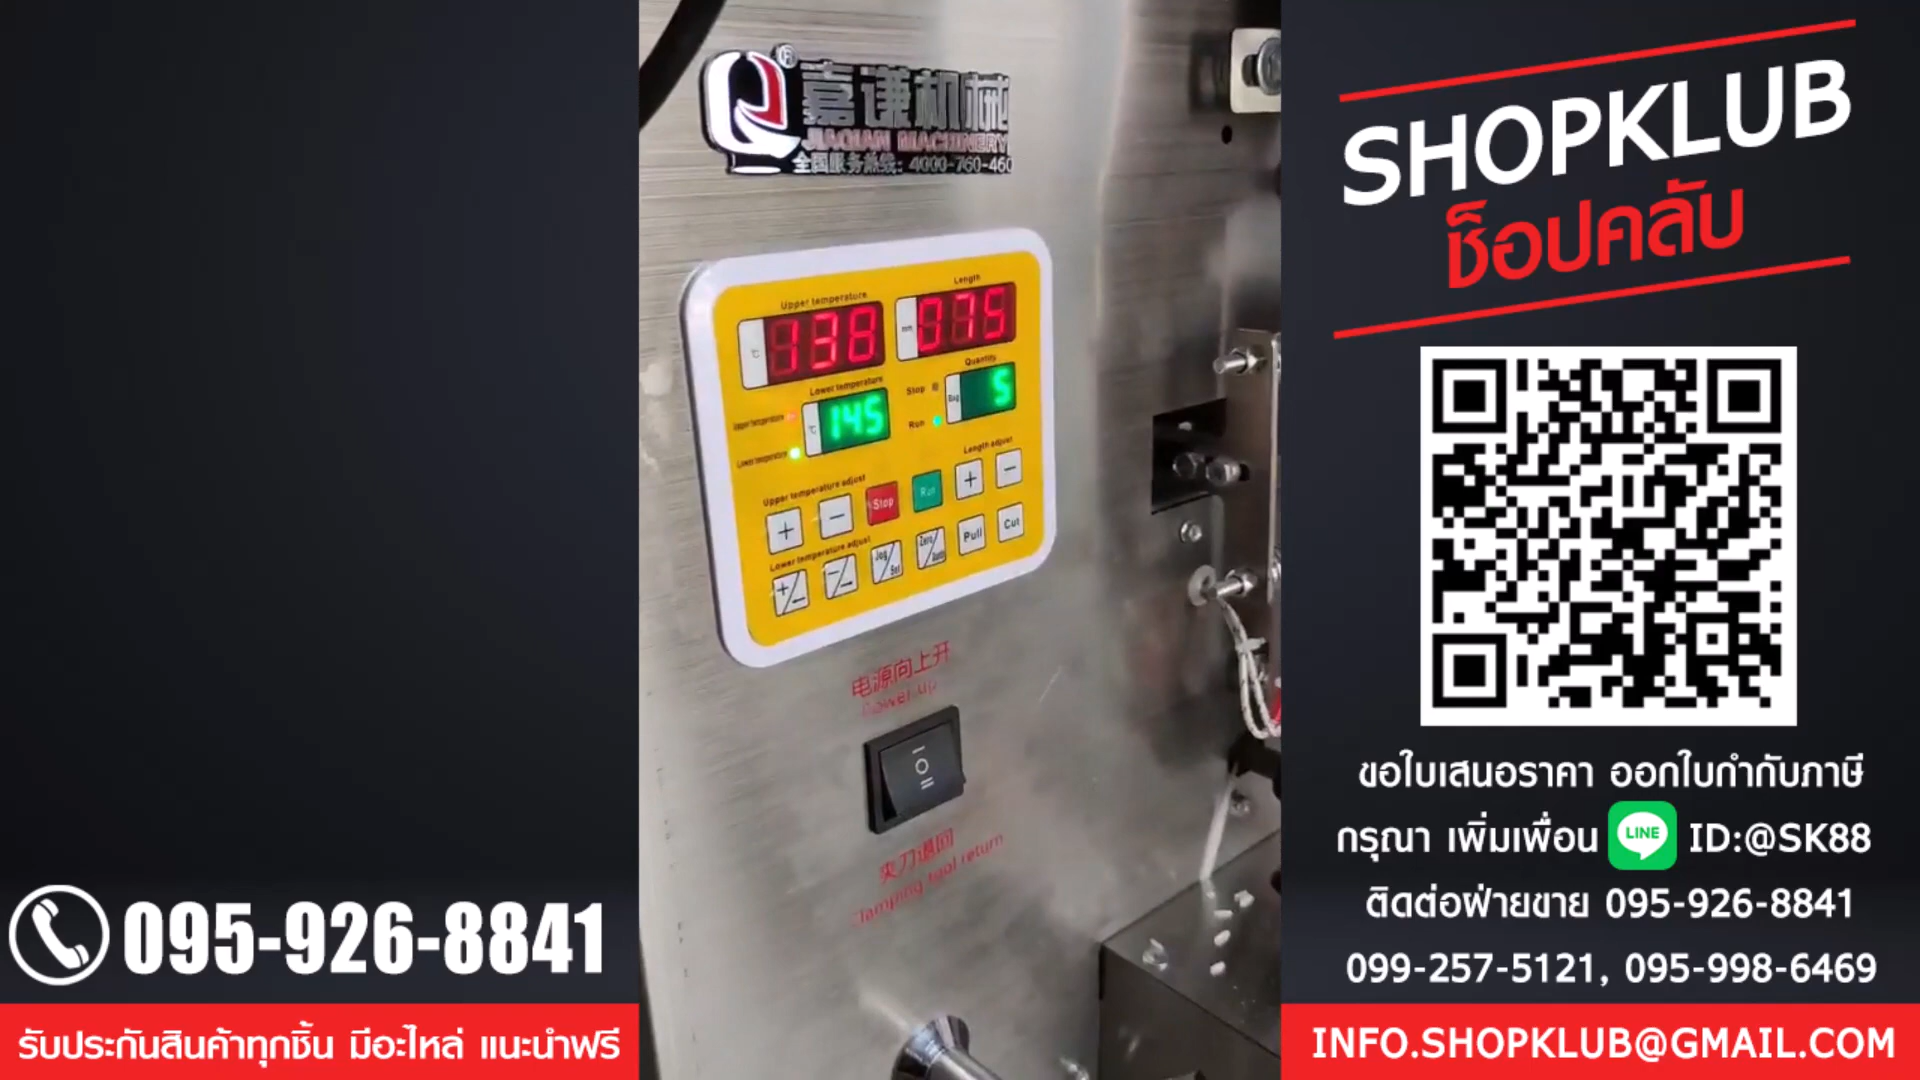 嘉谦机械
JIAQIAN MACHINERY
全国服务热线: 4000-760-460
Upper temperature
Length
℃ 138
mm 075
Lower temperature
Quantity
Upper temperature
Stop
℃ 145
Bag 5
Lower temperature
Run
Upper temperature adjust
Length adjust
+ − Stop Run + −
Lower temperature adjust
+/← −/→ Jog/Set Pull Cut
电源向上开
Power up
夹刀退回
Clamping tool return
095-926-8841
รับประกันสินค้าทุกชิ้น มีอะไหล่ แนะนำฟรี
SHOPKLUB
ช็อปคลับ
ขอใบเสนอราคา ออกใบกำกับภาษี
กรุณา เพิ่มเพื่อน LINE ID:@SK88
ติดต่อฝ่ายขาย 095-926-8841
099-257-5121, 095-998-6469
INFO.SHOPKLUB@GMAIL.COM